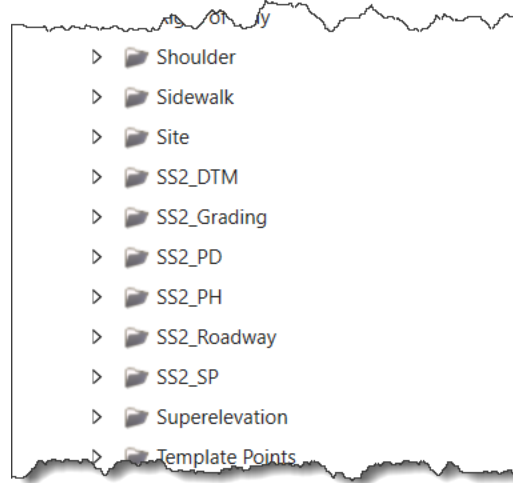 Shoulder
Sidewalk
Site
SS2_DTM
SS2_Grading
SS2_PD
SS2_PH
SS2_Roadway
SS2_SP
Superelevation
Template Points